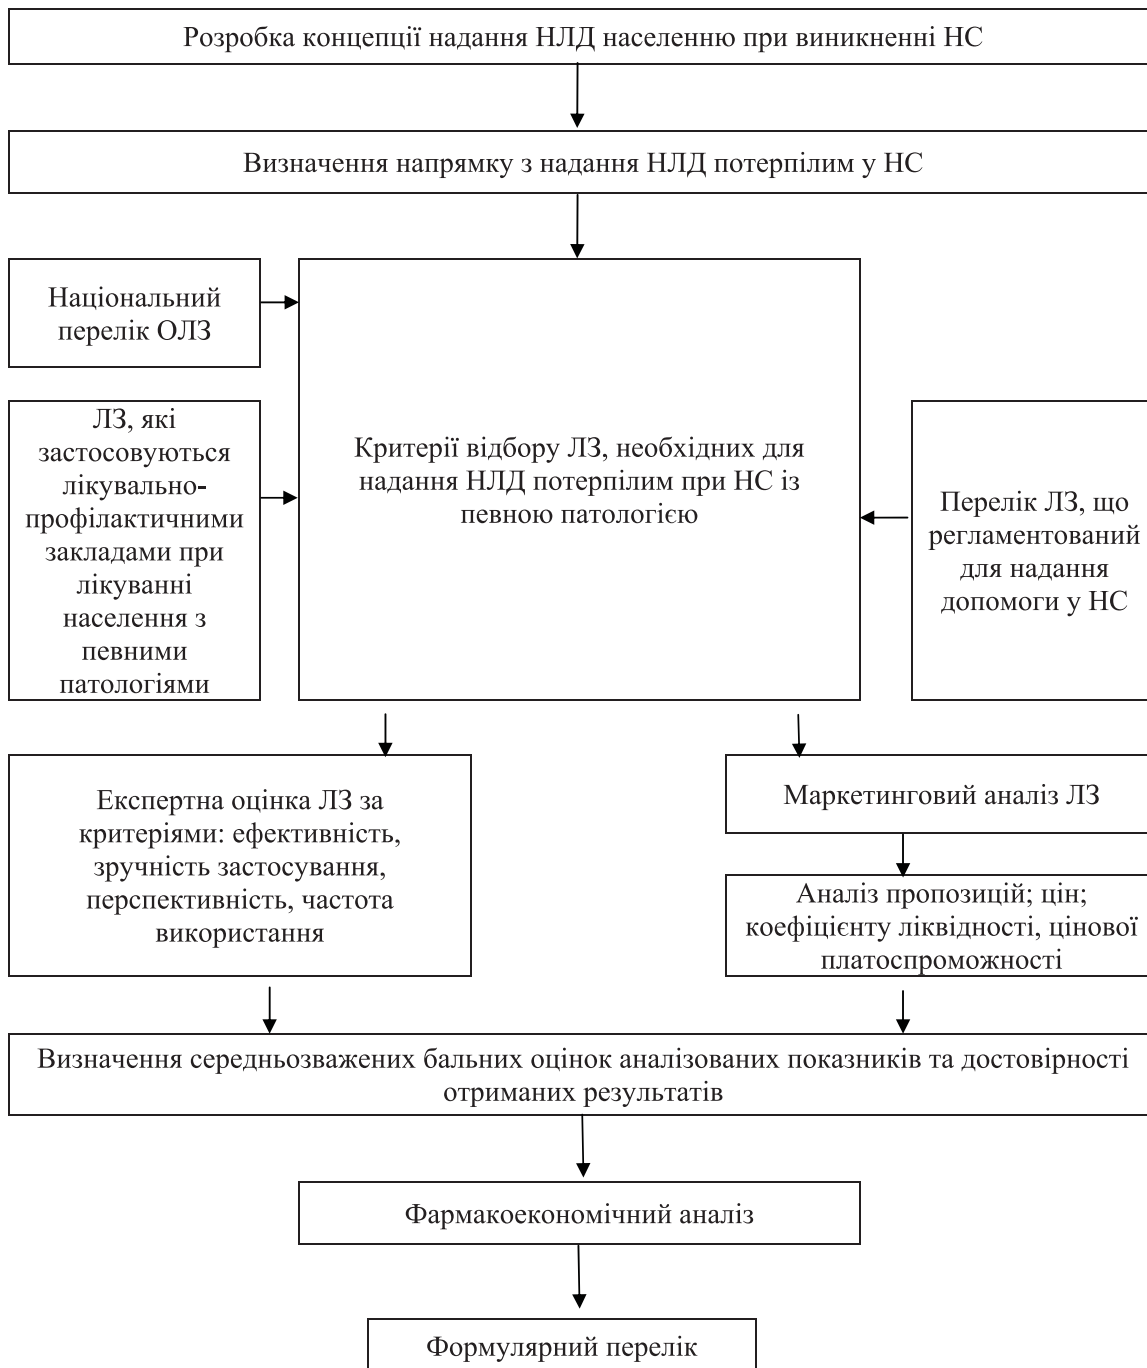 Розробка концепції надання НЛД населенню при виникненні НС
Визначення напрямку з надання НЛД потерпілим у НС
Національний
перелік ОЛЗ
ЛЗ, які
застосовуються
лікувально-
профілактичними
закладами при
лікуванні
населення з
певними
патологіями
Критерії відбору ЛЗ, необхідних для
надання НЛД потерпілим при НС із
певною патологією
Перелік ЛЗ, що
регламентований
для надання
допомоги у НС
Експертна оцінка ЛЗ за
критеріями: ефективність,
зручність застосування,
перспективність, частота
використання
Маркетинговий аналіз ЛЗ
Аналіз пропозицій; цін;
коефіцієнту ліквідності, цінової
платоспроможності
Визначення середньозважених бальних оцінок аналізованих показників та достовірності
отриманих результатів
Фармакоекономічний аналіз
Формулярний перелік